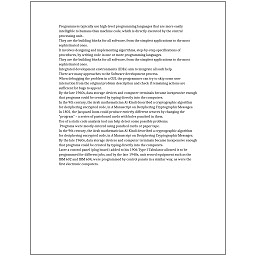 Programmers typically use high-level programming languages that are more easily
intelligible to humans than machine code, which is directly executed by the central
processing unit.
They are the building blocks for all software, from the simplest applications to the most
sophisticated ones.
It involves designing and implementing algorithms, step-by-step specifications of
procedures, by writing code in one or more programming languages.
They are the building blocks for all software, from the simplest applications to the most
sophisticated ones.
Integrated development environments (IDEs) aim to integrate all such help.
There are many approaches to the Software development process.
When debugging the problem in a GUI, the programmer can try to skip some user
interaction from the original problem description and check if remaining actions are
sufficient for bugs to appear.
By the late 1960s, data storage devices and computer terminals became inexpensive enough
that programs could be created by typing directly into the computers.
In the 9th century, the Arab mathematician Al-Kindi described a cryptographic algorithm
for deciphering encrypted code, in A Manuscript on Deciphering Cryptographic Messages.
In 1801, the Jacquard loom could produce entirely different weaves by changing the
"program" - a series of pasteboard cards with holes punched in them.
Use of a static code analysis tool can help detect some possible problems.
Programs were mostly entered using punched cards or paper tape.
In the 9th century, the Arab mathematician Al-Kindi described a cryptographic algorithm
for deciphering encrypted code, in A Manuscript on Deciphering Cryptographic Messages.
By the late 1960s, data storage devices and computer terminals became inexpensive enough
that programs could be created by typing directly into the computers.
Later a control panel (plug board) added to his 1906 Type I Tabulator allowed it to be
programmed for different jobs, and by the late 1940s, unit record equipment such as the
IBM 602 and IBM 604, were programmed by control panels in a similar way, as were the
first electronic computers.